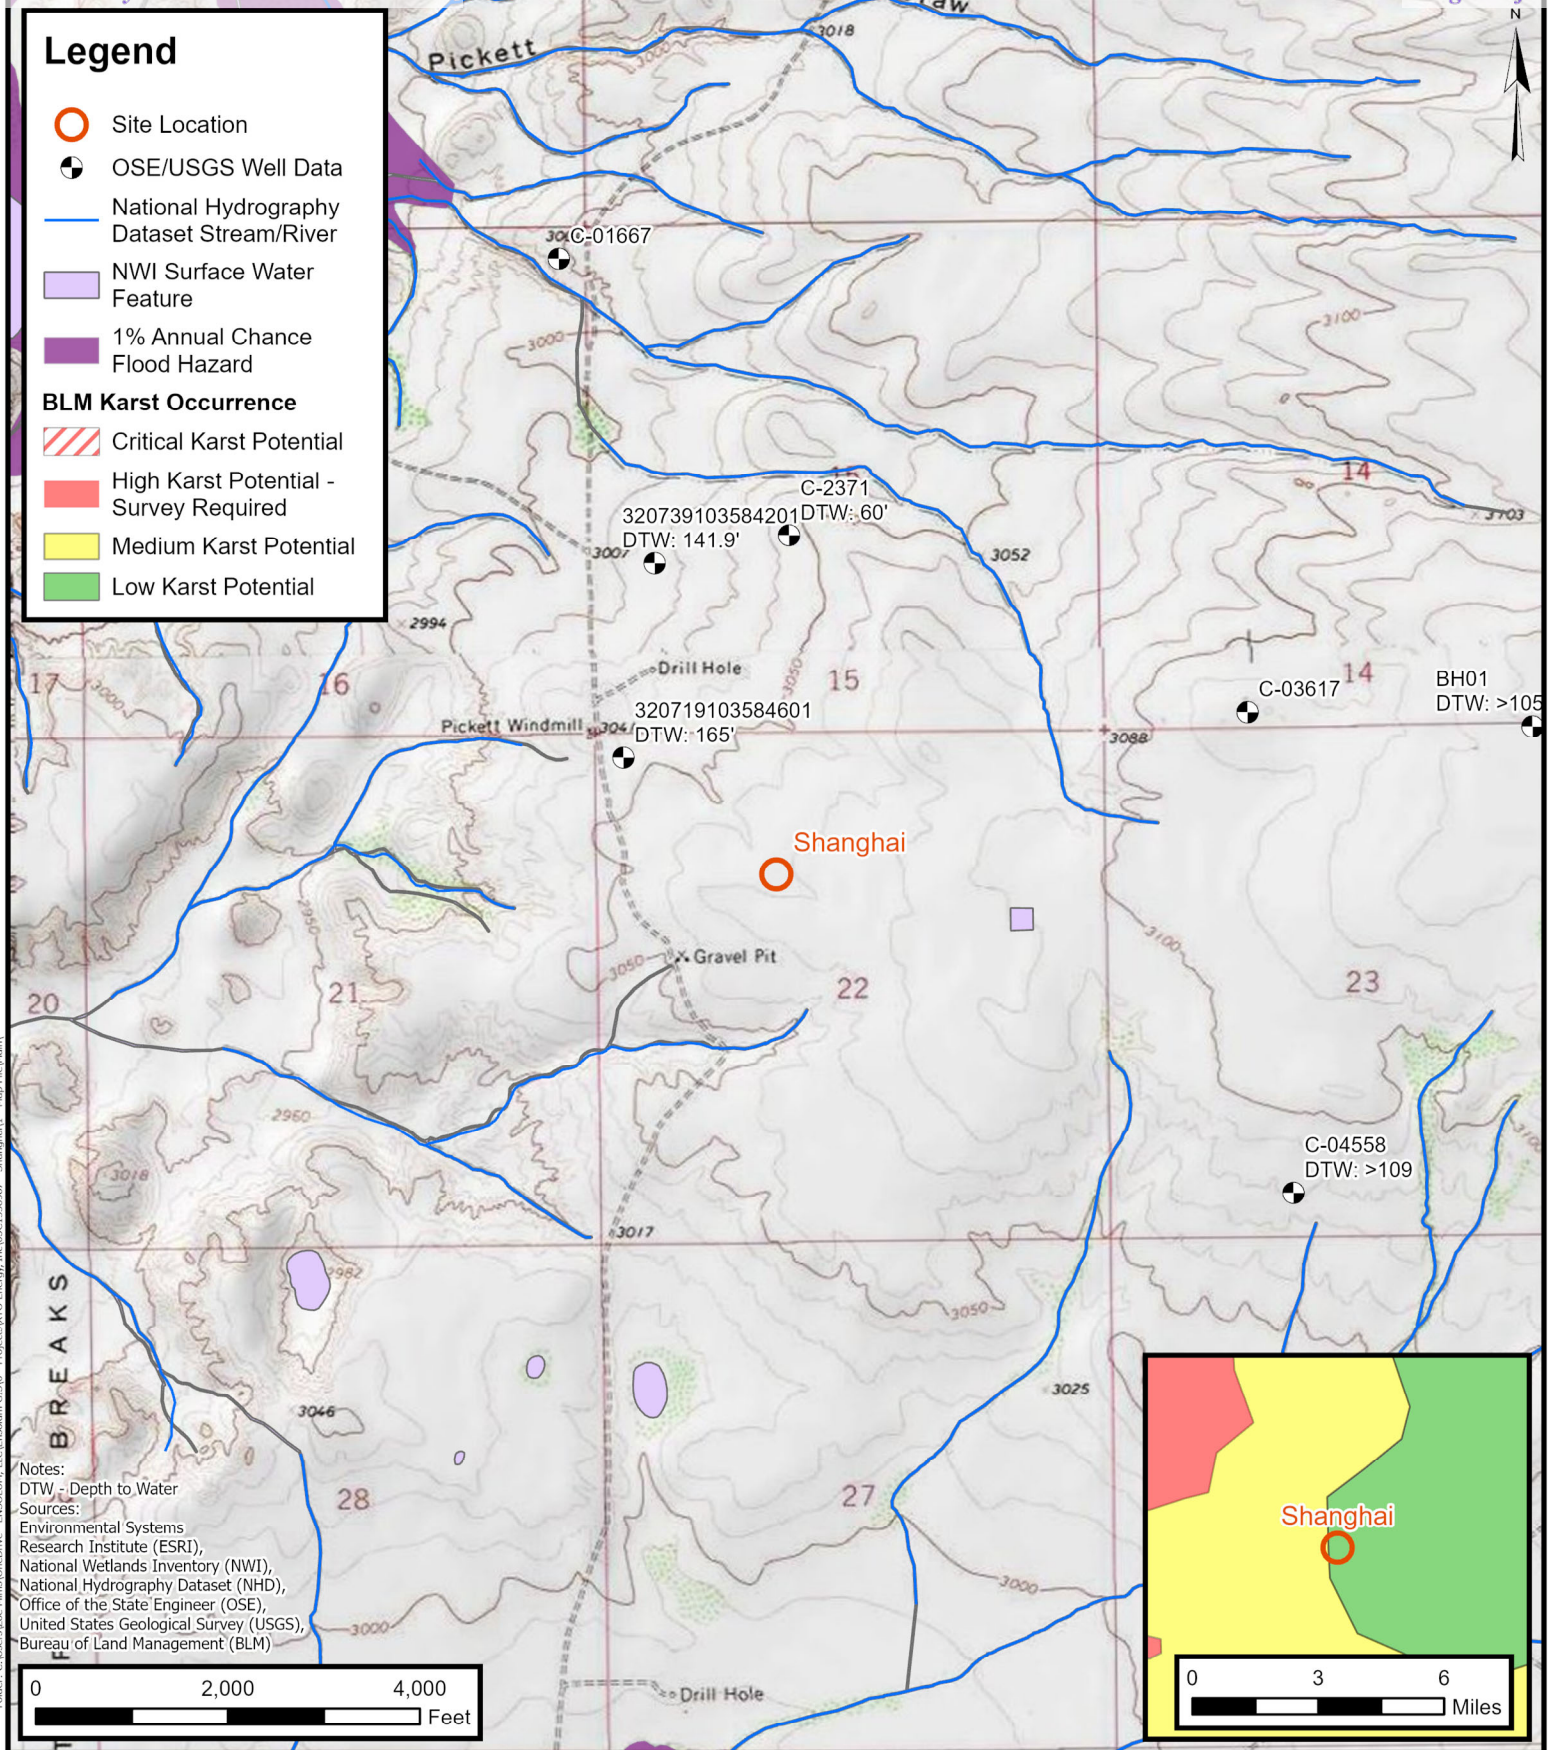 Legend
Site Location
OSE/USGS Well Data
National Hydrography
Dataset Stream/River
NWI Surface Water
Feature
1% Annual Chance
Flood Hazard
BLM Karst Occurrence
Critical Karst Potential
High Karst Potential -
Survey Required
Medium Karst Potential
Low Karst Potential
Pickett
3018
3000
N
C-01667
3000
3100
14
3103
C-2371
DTW: 60'
320739103584201
DTW: 141.9'
3007
3052
2994
Drill Hole
3050
17
3000
16
15
14
C-03617
BH01
DTW: >105
320719103584601
DTW: 165'
Pickett Windmill
3088
Shanghai
2950
3100
Gravel Pit
3050
20
21
22
23
2960
3018
C-04558
DTW: >109
3100
3017
2982
3050
BREAKS
3046
3025
28
27
3000
3000
Drill Hole
Notes:
DTW - Depth to Water
Sources:
Environmental Systems
Research Institute (ESRI),
National Wetlands Inventory (NWI),
National Hydrography Dataset (NHD),
Office of the State Engineer (OSE),
United States Geological Survey (USGS),
Bureau of Land Management (BLM)
0 2,000 4,000
Feet
Shanghai
0 3 6
Miles